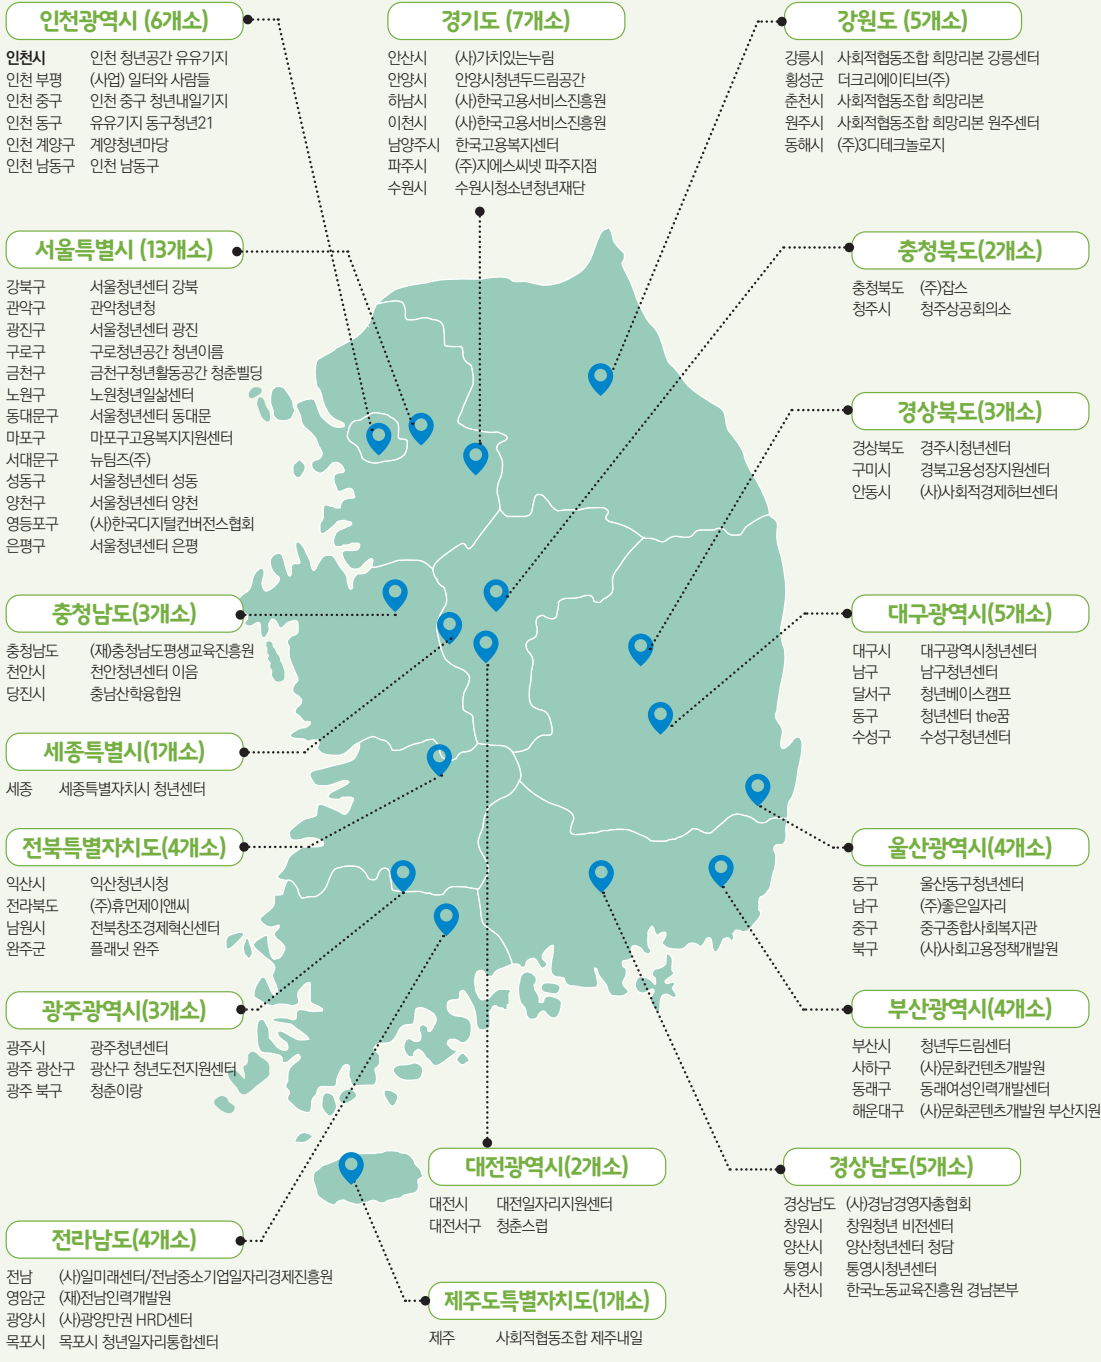 인천광역시 (6개소)
인천시 인천 청년공간 유유기지
인천 부평 (사업) 일터와 사람들
인천 중구 인천 중구 청년내일기지
인천 동구 유유기지 동구청년21
인천 계양구 계양청년마당
인천 남동구 인천 남동구
경기도 (7개소)
안산시 (사)가치있는누림
안양시 안양시청년두드림공간
하남시 (사)한국고용서비스진흥원
이천시 (사)한국고용서비스진흥원
남양주시 한국고용복지센터
파주시 (주)지에스씨넷 파주지점
수원시 수원시청소년청년재단
강원도 (5개소)
강릉시 사회적협동조합 희망리본 강릉센터
횡성군 더크리에이티브(주)
춘천시 사회적협동조합 희망리본
원주시 사회적협동조합 희망리본 원주센터
동해시 (주)3디테크놀로지
서울특별시 (13개소)
강북구 서울청년센터 강북
관악구 관악청년청
광진구 서울청년센터 광진
구로구 구로청년공간 청년이룸
금천구 금천구청년활동공간 청춘삘딩
노원구 노원청년일삶센터
동대문구 서울청년센터 동대문
마포구 마포구고용복지지원센터
서대문구 뉴팀즈(주)
성동구 서울청년센터 성동
양천구 서울청년센터 양천
영등포구 (사)한국디지털컨버전스협회
은평구 서울청년센터 은평
충청북도(2개소)
충청북도 (주)잡스
청주시 청주상공회의소
경상북도(3개소)
경상북도 경주시청년센터
구미시 경북고용성장지원센터
안동시 (사)사회적경제허브센터
충청남도(3개소)
충청남도 (재)충청남도평생교육진흥원
천안시 천안청년센터 이음
당진시 충남산학융합원
대구광역시(5개소)
대구시 대구광역시청년센터
남구 남구청년센터
달서구 청년베이스캠프
동구 청년센터 the꿈
수성구 수성구청년센터
세종특별시(1개소)
세종 세종특별자치시 청년센터
전북특별자치도(4개소)
익산시 익산청년시청
전라북도 (주)휴먼제이앤씨
남원시 전북창조경제혁신센터
완주군 플래닛 완주
울산광역시(4개소)
동구 울산동구청년센터
남구 (주)좋은일자리
중구 중구종합사회복지관
북구 (사)사회고용정책개발원
광주광역시(3개소)
광주시 광주청년센터
광주 광산구 광산구 청년도전지원센터
광주 북구 청춘이랑
부산광역시(4개소)
부산시 청년두드림센터
사하구 (사)문화컨텐츠개발원
동래구 동래여성인력개발센터
해운대구 (사)문화콘텐츠개발원 부산지원
대전광역시(2개소)
대전시 대전일자리지원센터
대전서구 청춘스럽
경상남도(5개소)
경상남도 (사)경남경영자총협회
창원시 창원청년 비전센터
양산시 양산청년센터 청담
통영시 통영시청년센터
사천시 한국노동교육진흥원 경남본부
전라남도(4개소)
전남 (사)일미래센터/전남중소기업일자리경제진흥원
영암군 (재)전남인력개발원
광양시 (사)광양만권 HRD센터
목포시 목포시 청년일자리통합센터
제주도특별자치도(1개소)
제주 사회적협동조합 제주내일